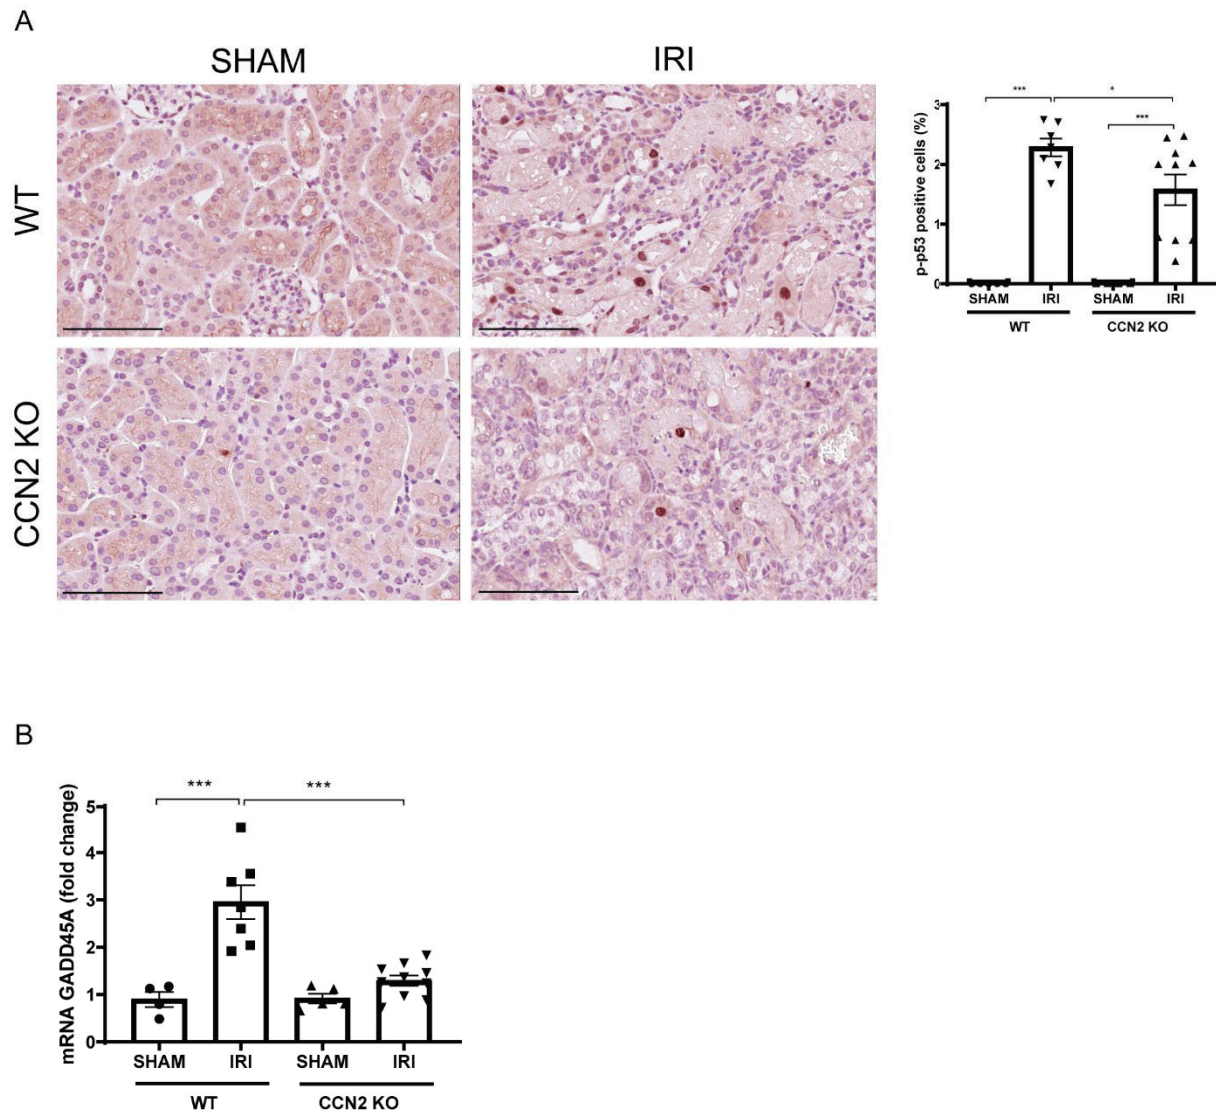 A
SHAM
IRI
WT
CCN2 KO
p-p53 positive cells (%)
3
2
1
0
***
*
***
SHAM
IRI
SHAM
IRI
WT
CCN2 KO
B
mRNA GADD45A (fold change)
5
4
3
2
1
0
***
***
SHAM
IRI
SHAM
IRI
WT
CCN2 KO